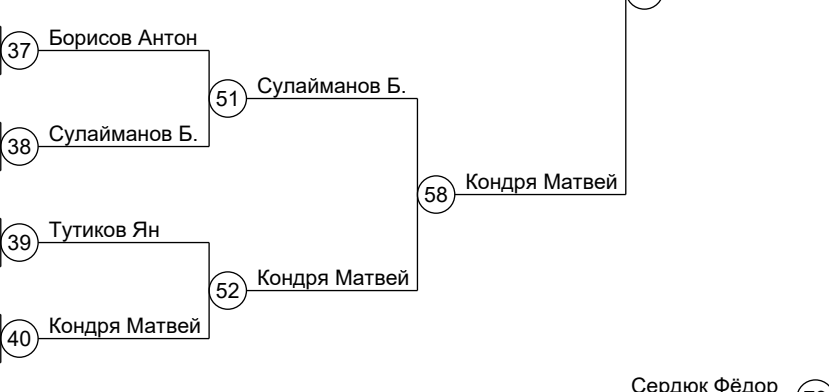 37 Борисов Антон
51 Сулайманов Б.
38 Сулайманов Б.
58 Кондря Матвей
39 Тутиков Ян
52 Кондря Матвей
40 Кондря Матвей
Сердюк Фёдор